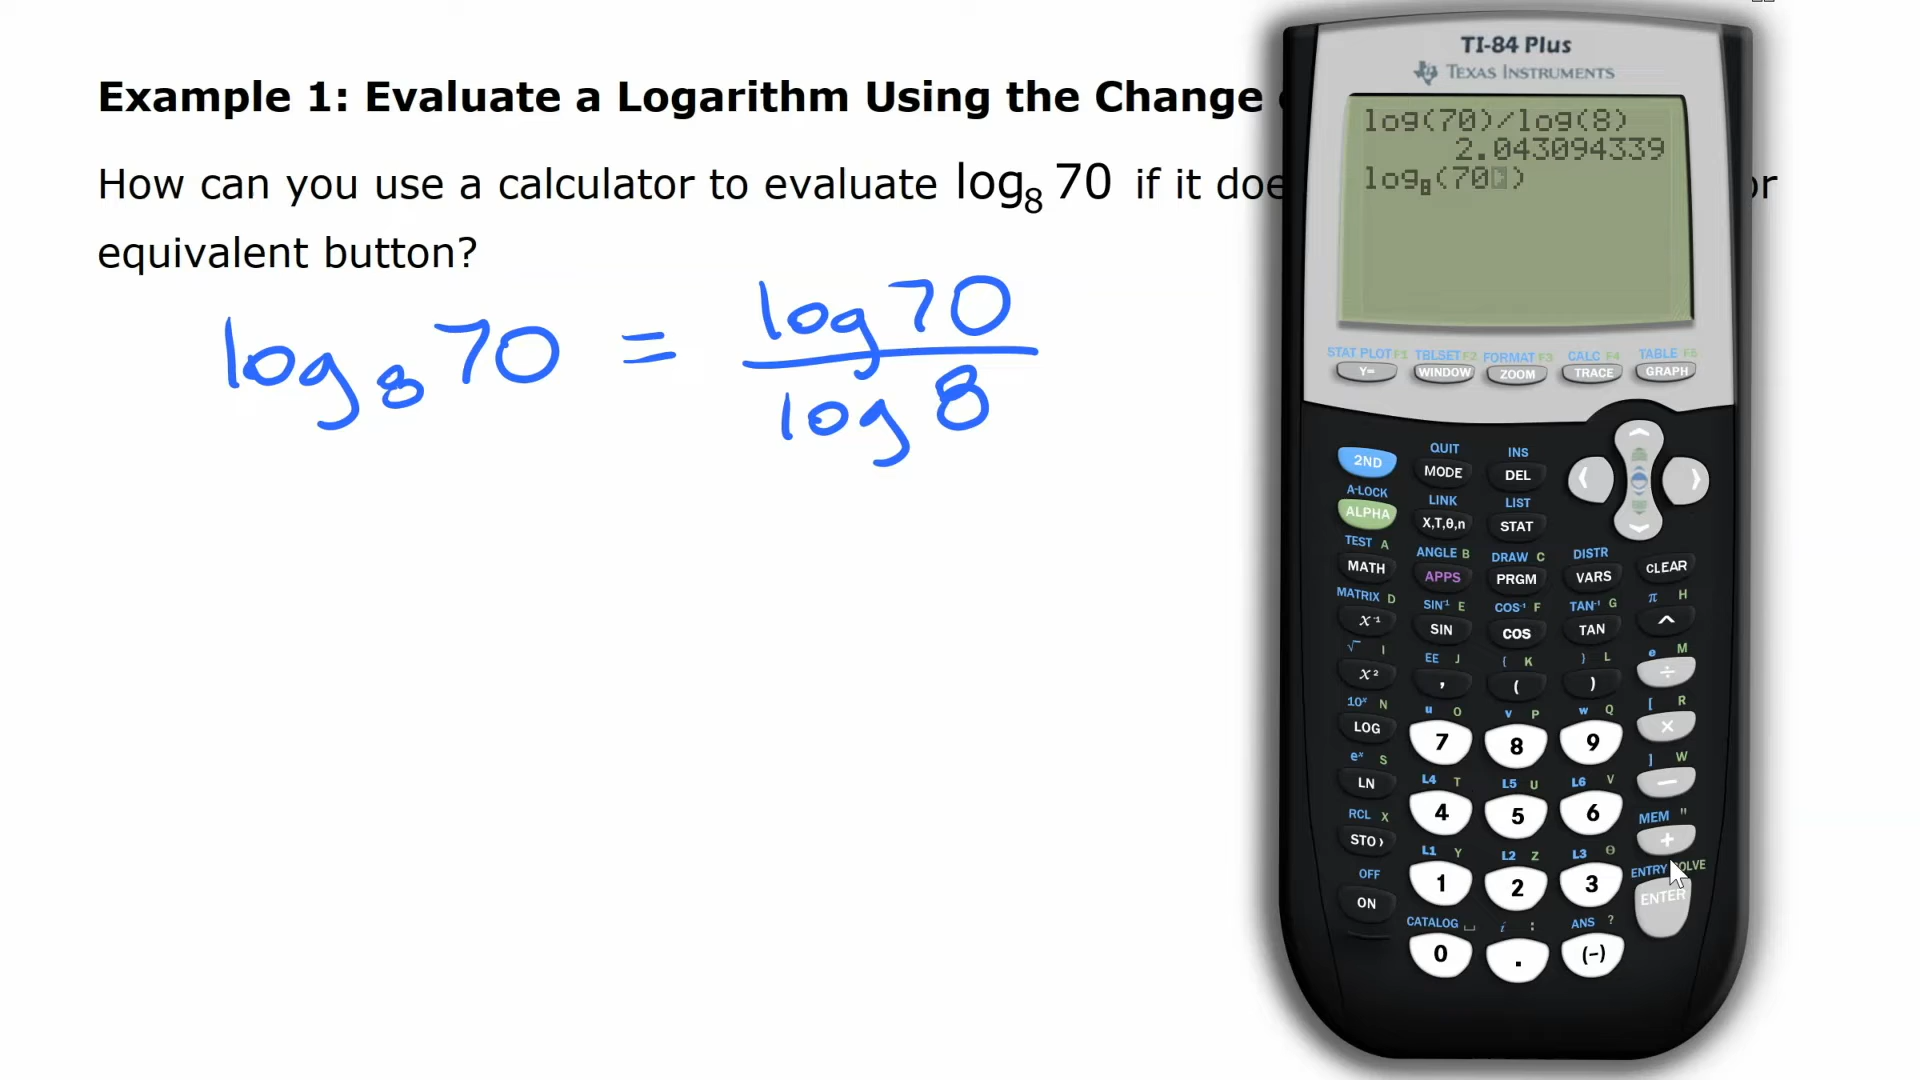 Example 1: Evaluate a Logarithm Using the Change
How can you use a calculator to evaluate log₈ 70 if it doe or
equivalent button?
log₈ 70 = log 70 / log 8
TI-84 Plus
TEXAS INSTRUMENTS
log(70)/log(8)
2.043094339
log₈(70)
STAT PLOT F1 TBLSET F2 FORMAT F3 CALC F4 TABLE F5
Y= WINDOW ZOOM TRACE GRAPH
QUIT INS
2ND MODE DEL
A-LOCK LINK LIST
ALPHA X,T,θ,n STAT
TEST A ANGLE B DRAW C DISTR
MATH APPS PRGM VARS CLEAR
MATRIX D SIN⁻¹ E COS⁻¹ F TAN⁻¹ G π H
x⁻¹ SIN COS TAN ^
√ I EE J { K } L e M
x² , ( ) ÷
10ˣ N u O v P w Q [ R
LOG 7 8 9 ×
eˣ S L4 T L5 U L6 V ] W
LN 4 5 6 −
RCL X L1 Y L2 Z L3 θ MEM "
STO› 1 2 3 +
OFF CATALOG ⎵ i : ANS ? ENTRY OLVE
ON 0 . (-) ENTER